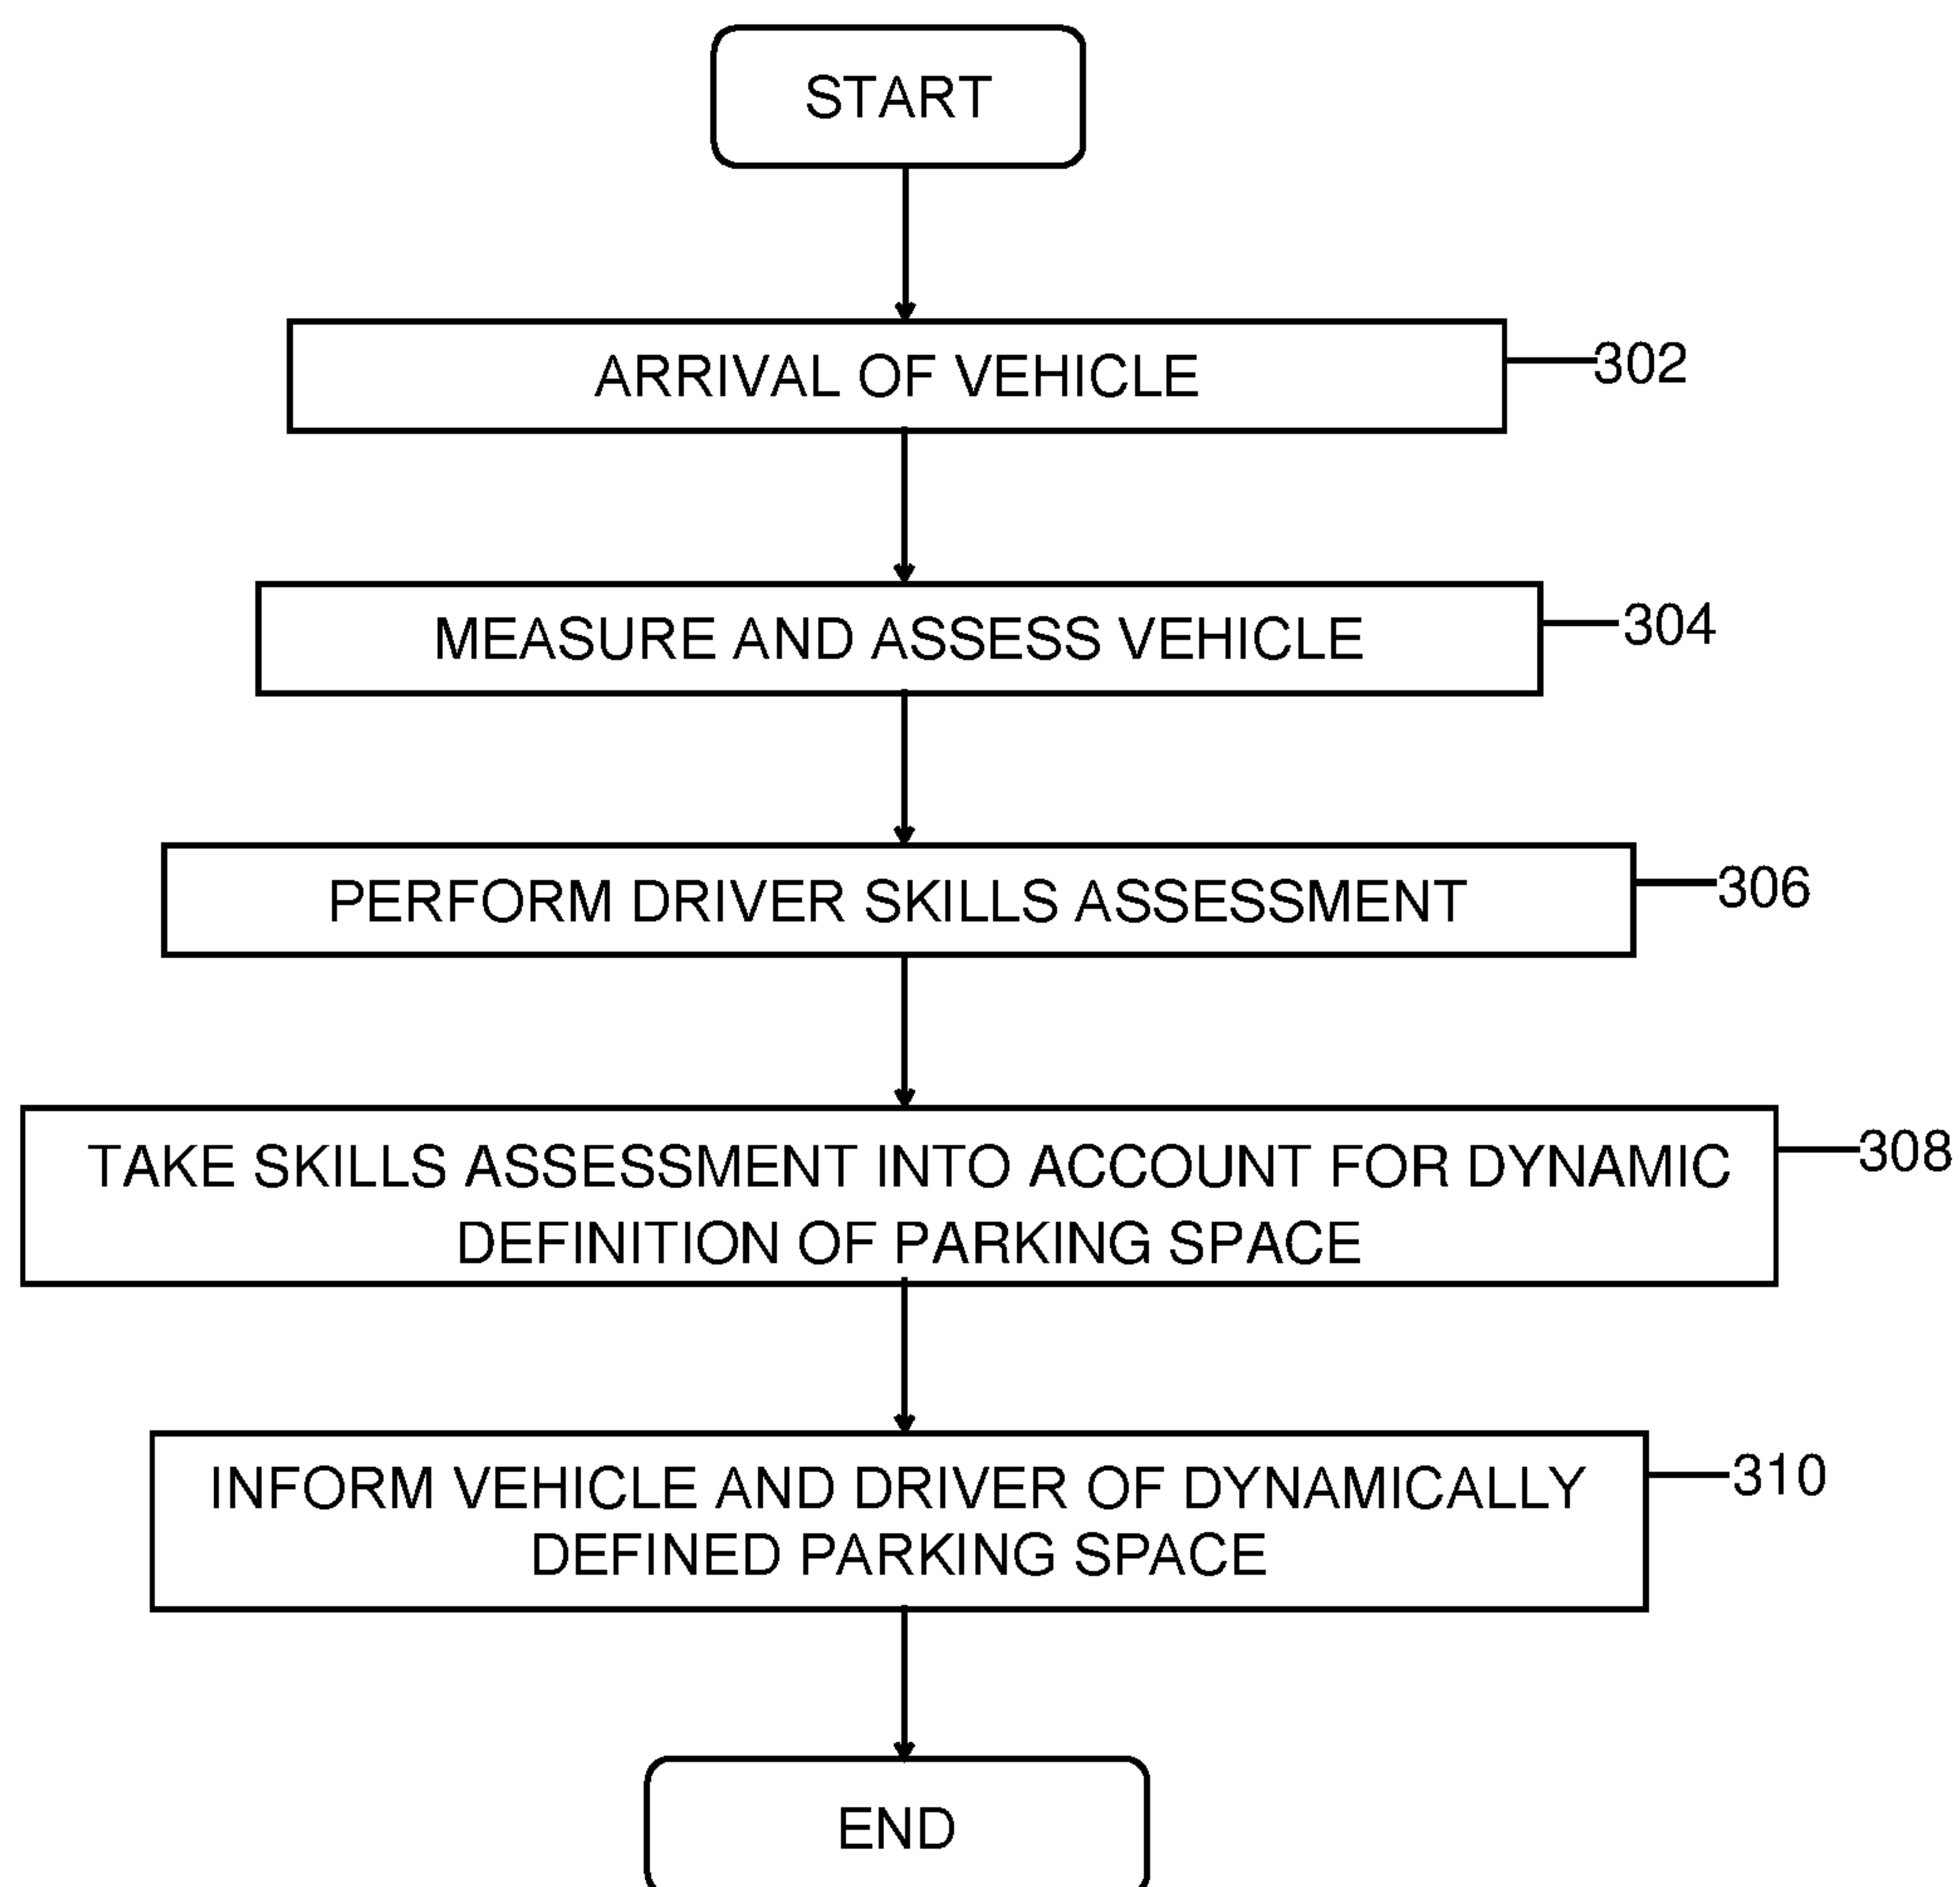 START
ARRIVAL OF VEHICLE
302
MEASURE AND ASSESS VEHICLE
304
PERFORM DRIVER SKILLS ASSESSMENT
306
TAKE SKILLS ASSESSMENT INTO ACCOUNT FOR DYNAMIC
308
DEFINITION OF PARKING SPACE
INFORM VEHICLE AND DRIVER OF DYNAMICALLY
310
DEFINED PARKING SPACE
END